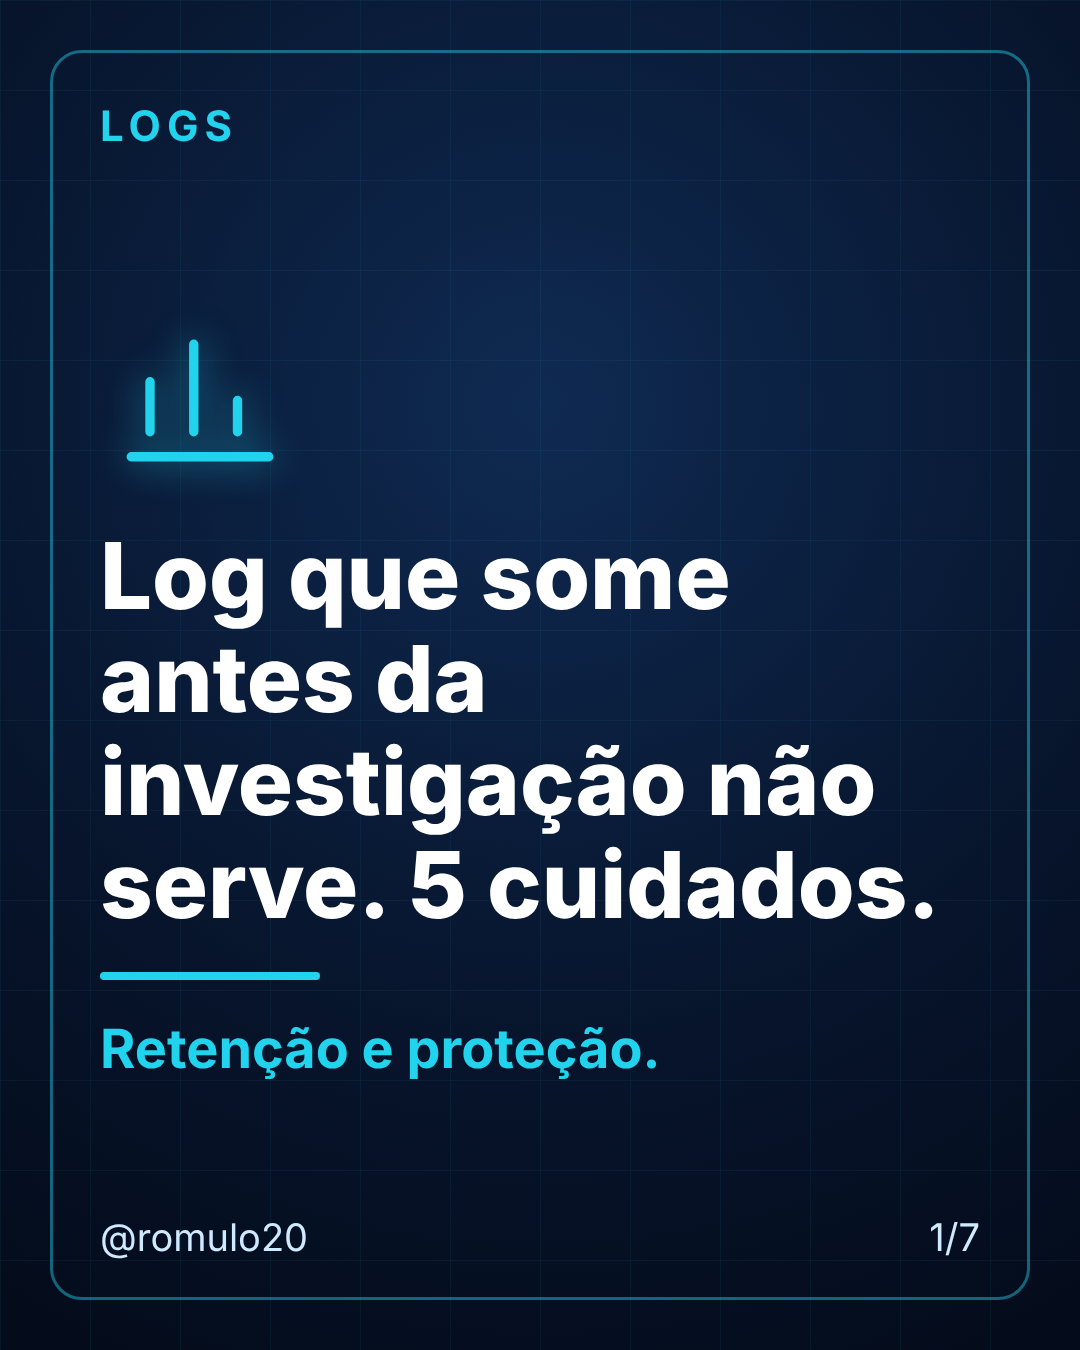 LOGS
Log que some
antes da
investigação não
serve. 5 cuidados.
Retenção e proteção.
@romulo20
1/7